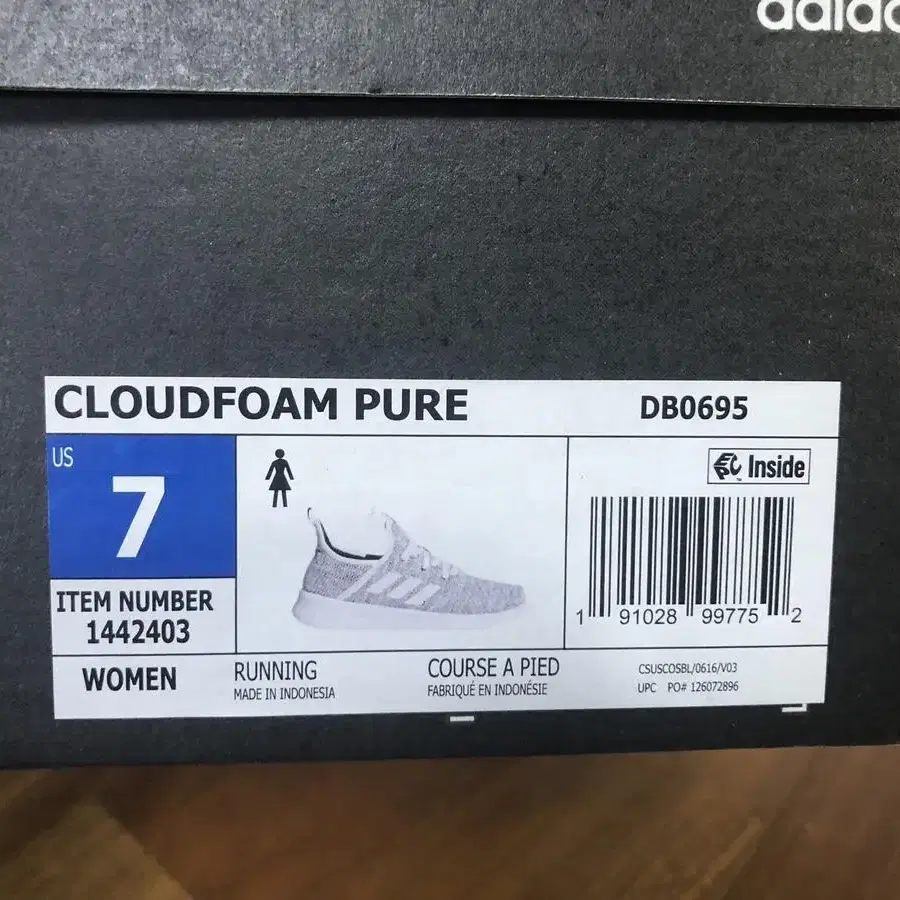 adidas
CLOUDFOAM PURE
DB0695
US
7
EPC Inside
ITEM NUMBER
1442403
1 91028 99775 2
WOMEN
RUNNING
MADE IN INDONESIA
COURSE A PIED
FABRIQUÉ EN INDONÉSIE
CSUSCOSBL/0616/V03
UPC PO# 126072896